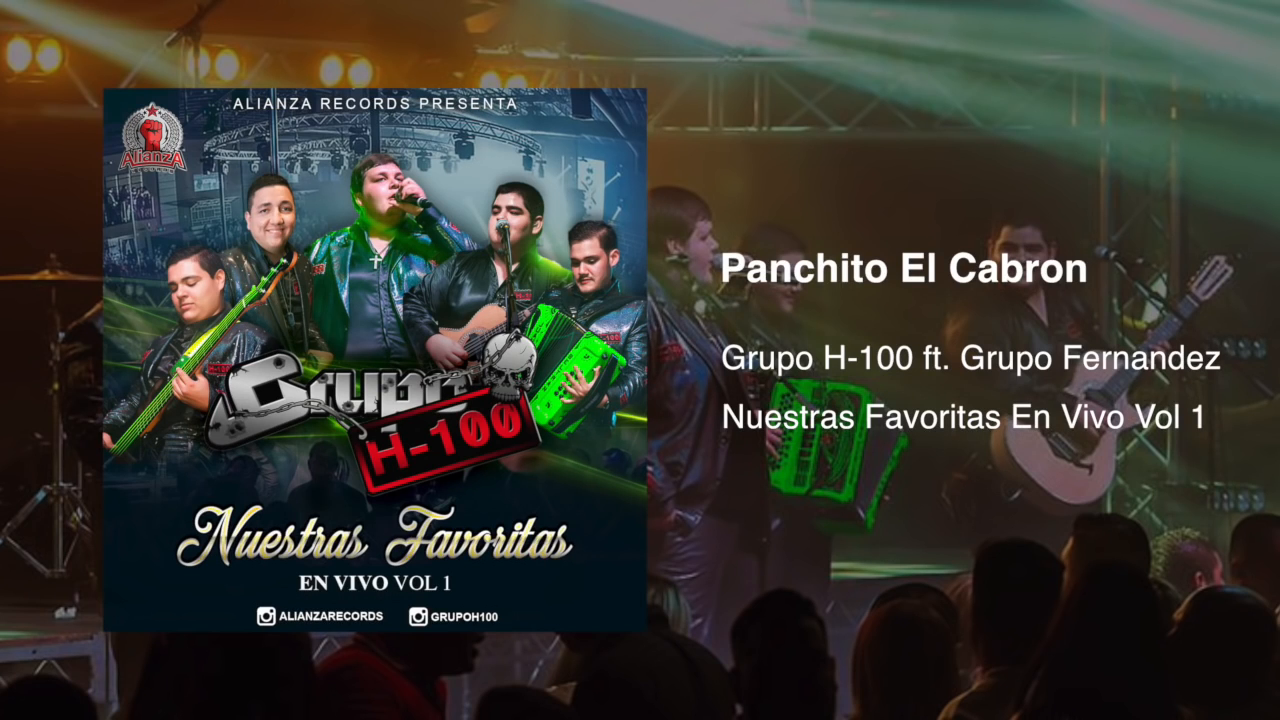 ALIANZA RECORDS PRESENTA
AlianzA
Grupo
H-100
Nuestras Favoritas
EN VIVO VOL 1
ALIANZARECORDS
GRUPOH100
Panchito El Cabron
Grupo H-100 ft. Grupo Fernandez
Nuestras Favoritas En Vivo Vol 1